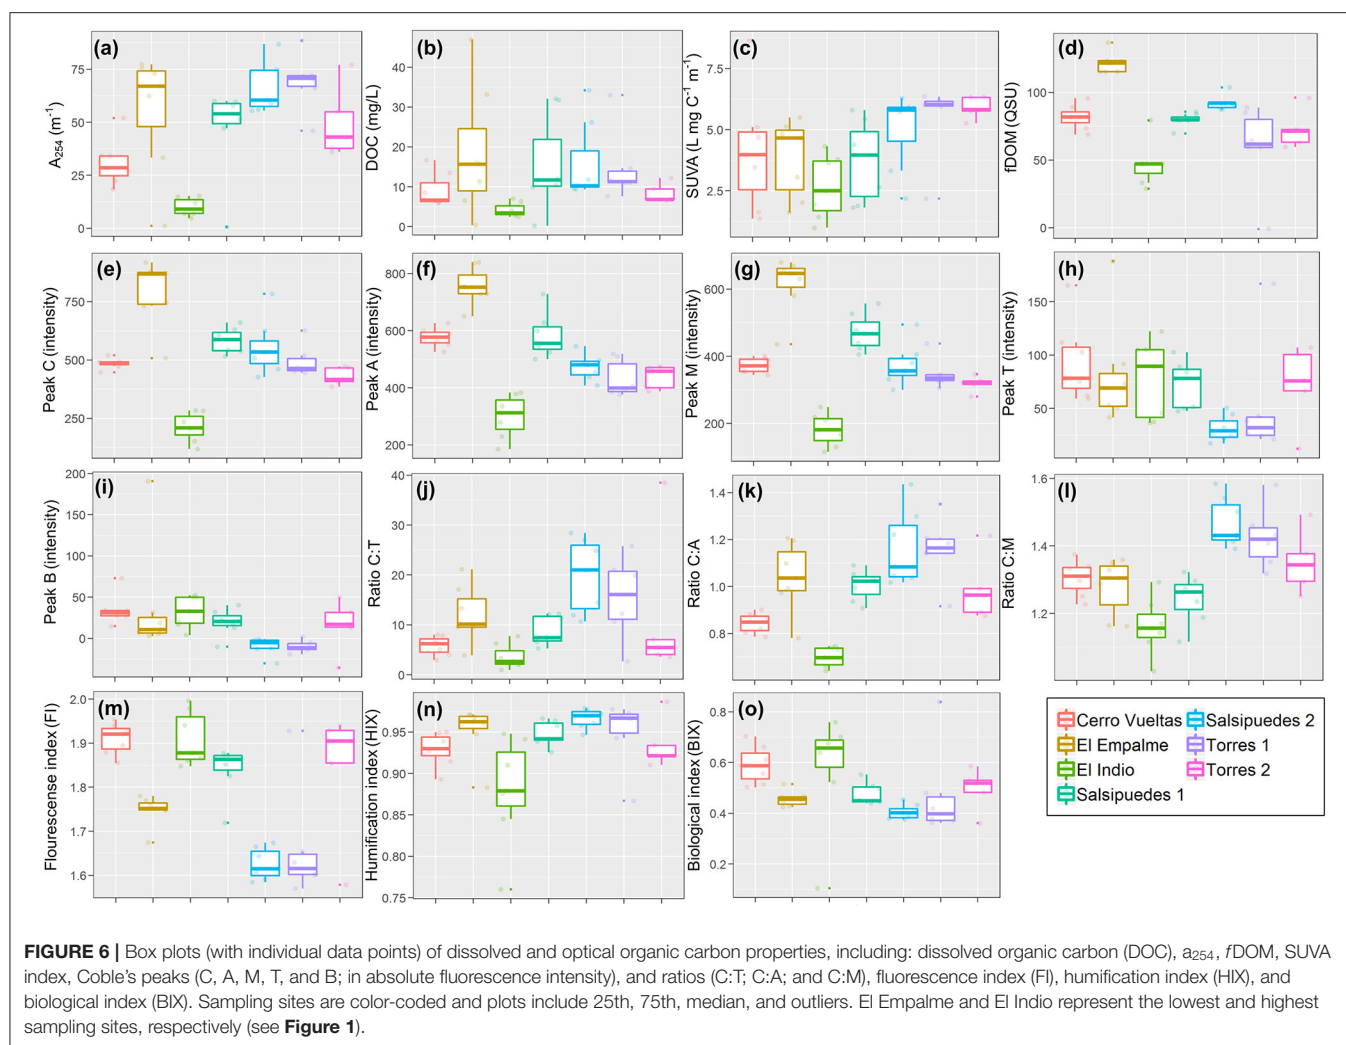 (a)
A254 (m-1)
75
50
25
0
(b)
DOC (mg/L)
40
30
20
10
0
(c)
SUVA (L mg C-1 m-1)
7.5
5.0
2.5
(d)
fDOM (QSU)
100
50
0
(e)
Peak C (intensity)
750
500
250
(f)
Peak A (intensity)
800
600
400
200
(g)
Peak M (intensity)
600
400
200
(h)
Peak T (intensity)
150
100
50
(i)
Peak B (intensity)
200
150
100
50
0
(j)
Ratio C:T
40
30
20
10
0
(k)
Ratio C:A
1.4
1.2
1.0
0.8
(l)
Ratio C:M
1.6
1.4
1.2
(m)
Flourescense index (FI)
2.0
1.9
1.8
1.7
1.6
(n)
Humification index (HIX)
0.95
0.90
0.85
0.80
0.75
(o)
Biological index (BIX)
0.8
0.6
0.4
0.2
Cerro Vueltas
El Empalme
El Indio
Salsipuedes 1
Salsipuedes 2
Torres 1
Torres 2
FIGURE 6 | Box plots (with individual data points) of dissolved and optical organic carbon properties, including: dissolved organic carbon (DOC), a254, fDOM, SUVA
index, Coble's peaks (C, A, M, T, and B; in absolute fluorescence intensity), and ratios (C:T; C:A; and C:M), fluorescence index (FI), humification index (HIX), and
biological index (BIX). Sampling sites are color-coded and plots include 25th, 75th, median, and outliers. El Empalme and El Indio represent the lowest and highest
sampling sites, respectively (see Figure 1).